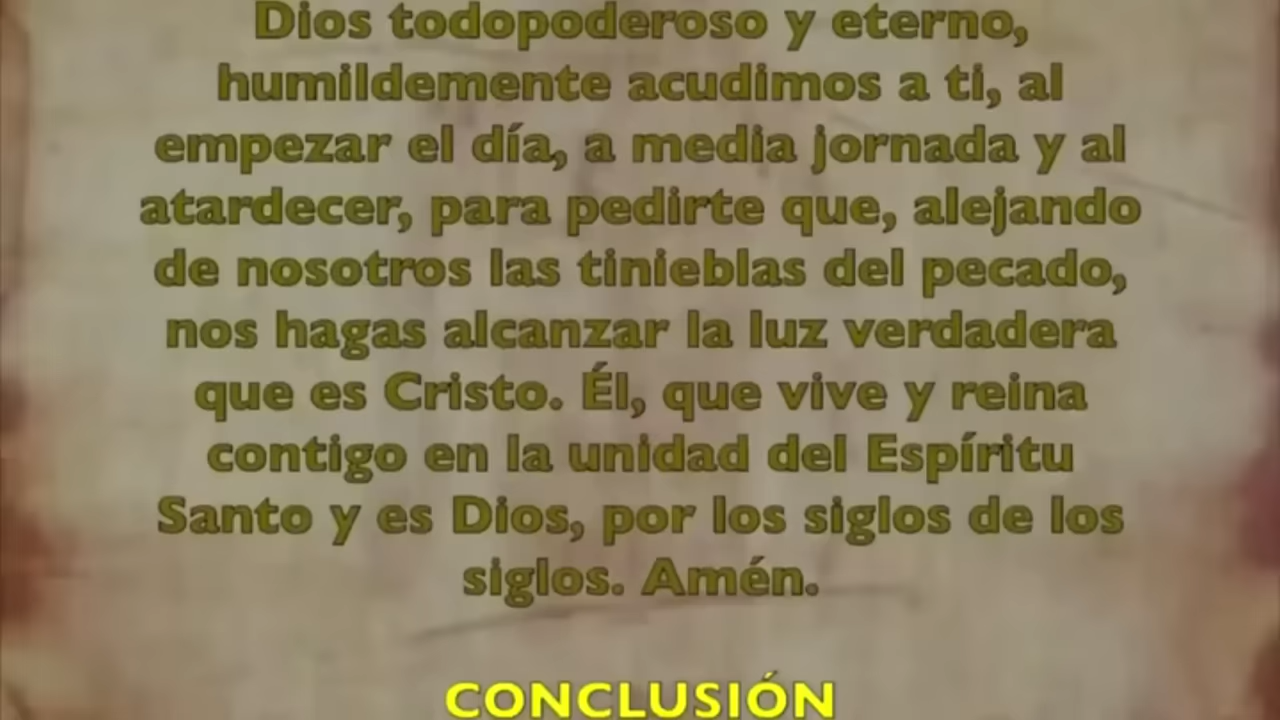 Dios todopoderoso y eterno,
humildemente acudimos a ti, al
empezar el día, a media jornada y al
atardecer, para pedirte que, alejando
de nosotros las tinieblas del pecado,
nos hagas alcanzar la luz verdadera
que es Cristo. Él, que vive y reina
contigo en la unidad del Espíritu
Santo y es Dios, por los siglos de los
siglos. Amén.
CONCLUSIÓN